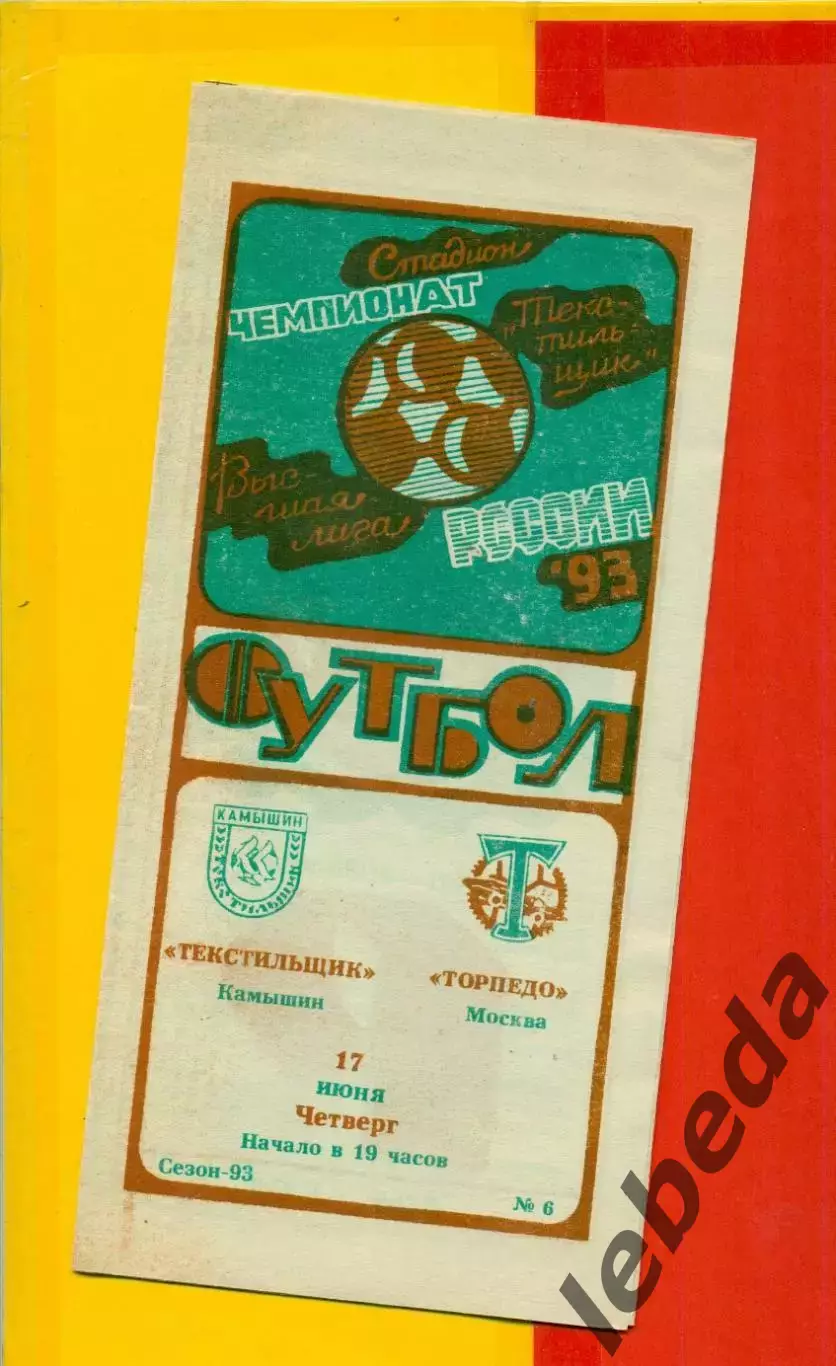 Стадион
ЧЕМПИОНАТ
„Текс-
тиль-
щик"
Выс-
шая
лига
РОССИИ
'93
ФУТБОЛ
КАМЫШИН
ТЕКСТИЛЬЩИК
Т
«ТЕКСТИЛЬЩИК»
Камышин
«ТОРПЕДО»
Москва
17
ИЮНЯ
Четверг
Начало в 19 часов
Сезон-93
№ 6
lebeda